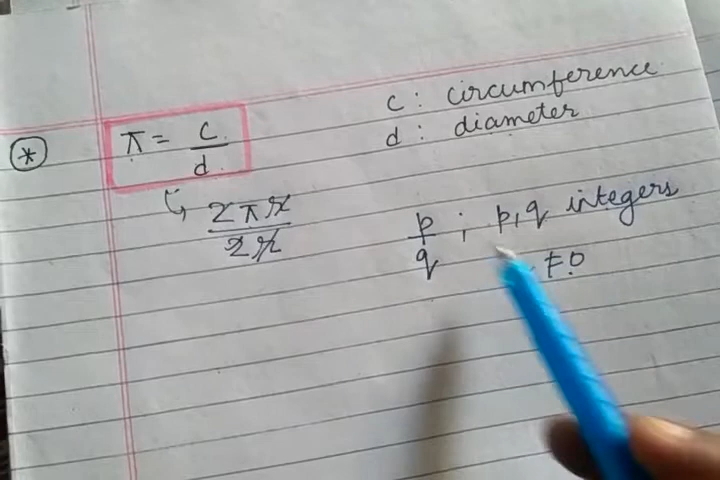 c : circumference
d : diameter
* π = c/d
2πr/2r
p/q ; p,q integers
≠0